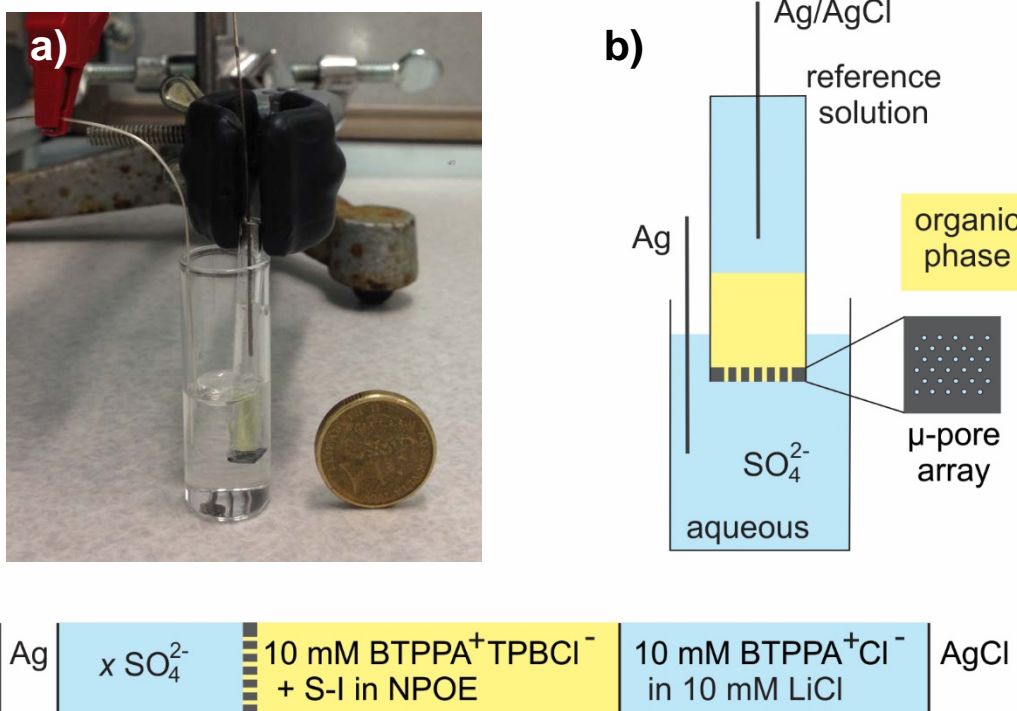 a)
b)
Ag/AgCl
reference
solution
organic
phase
Ag
µ-pore
array
SO₄²⁻
aqueous
Ag
x SO₄²⁻
10 mM BTPPA⁺TPBCl⁻
+ S-I in NPOE
10 mM BTPPA⁺Cl⁻
in 10 mM LiCl
AgCl